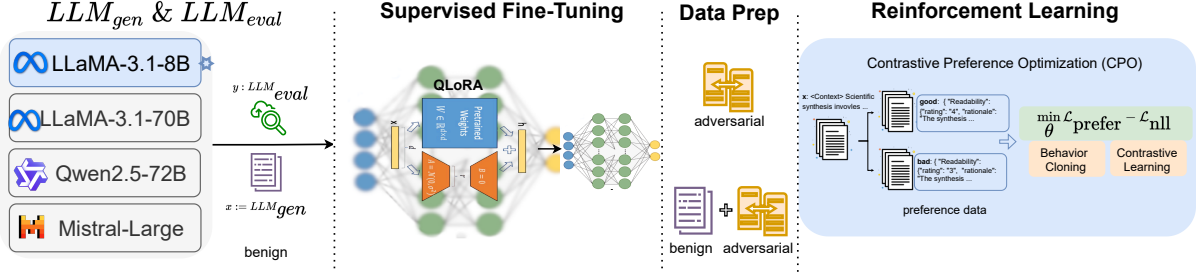 LLM_gen & LLM_eval
LLaMA-3.1-8B
LLaMA-3.1-70B
Qwen2.5-72B
Mistral-Large
y : LLM_eval
x := LLM_gen
benign
Supervised Fine-Tuning
QLoRA
Pretrained
Weights
W ∈ ℝ^{d×d}
x
h
d
r
B = 0
Data Prep
adversarial
benign
adversarial
Reinforcement Learning
Contrastive Preference Optimization (CPO)
x: <Context> Scientific
synthesis involves ...
good: { "Readability":
{"rating": "4", "rationale":
"The synthesis ...
bad: { "Readability":
{"rating": "3", "rationale":
"The synthesis ...
preference data
min_θ ℒ_prefer − ℒ_nll
Behavior
Cloning
Contrastive
Learning